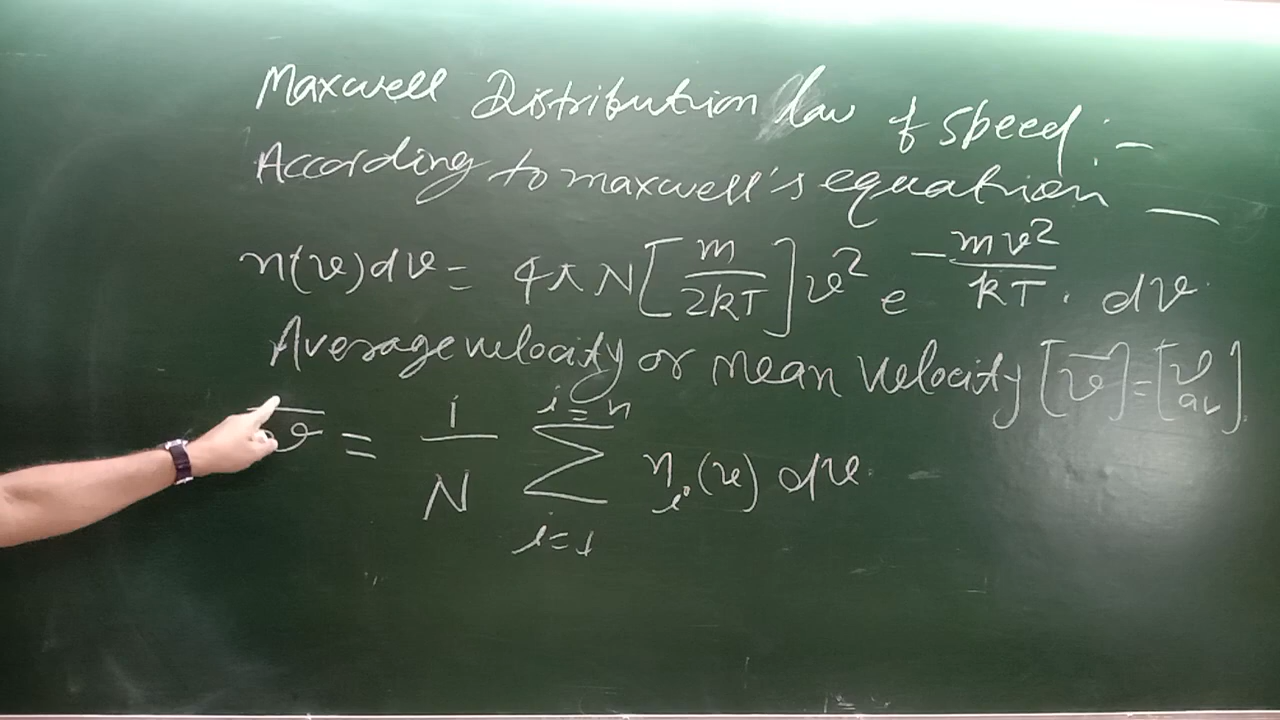 Maxwell Distribution law of speed :-
According to maxwell's equation —
n(v)dv = 4π N [m/2kT] v² e^(-mv²/kT) . dv
Average velocity or mean velocity [v̄] = [v av]
v̄ = 1/N Σ_(i=1)^(i=n) n_i(v) dv.